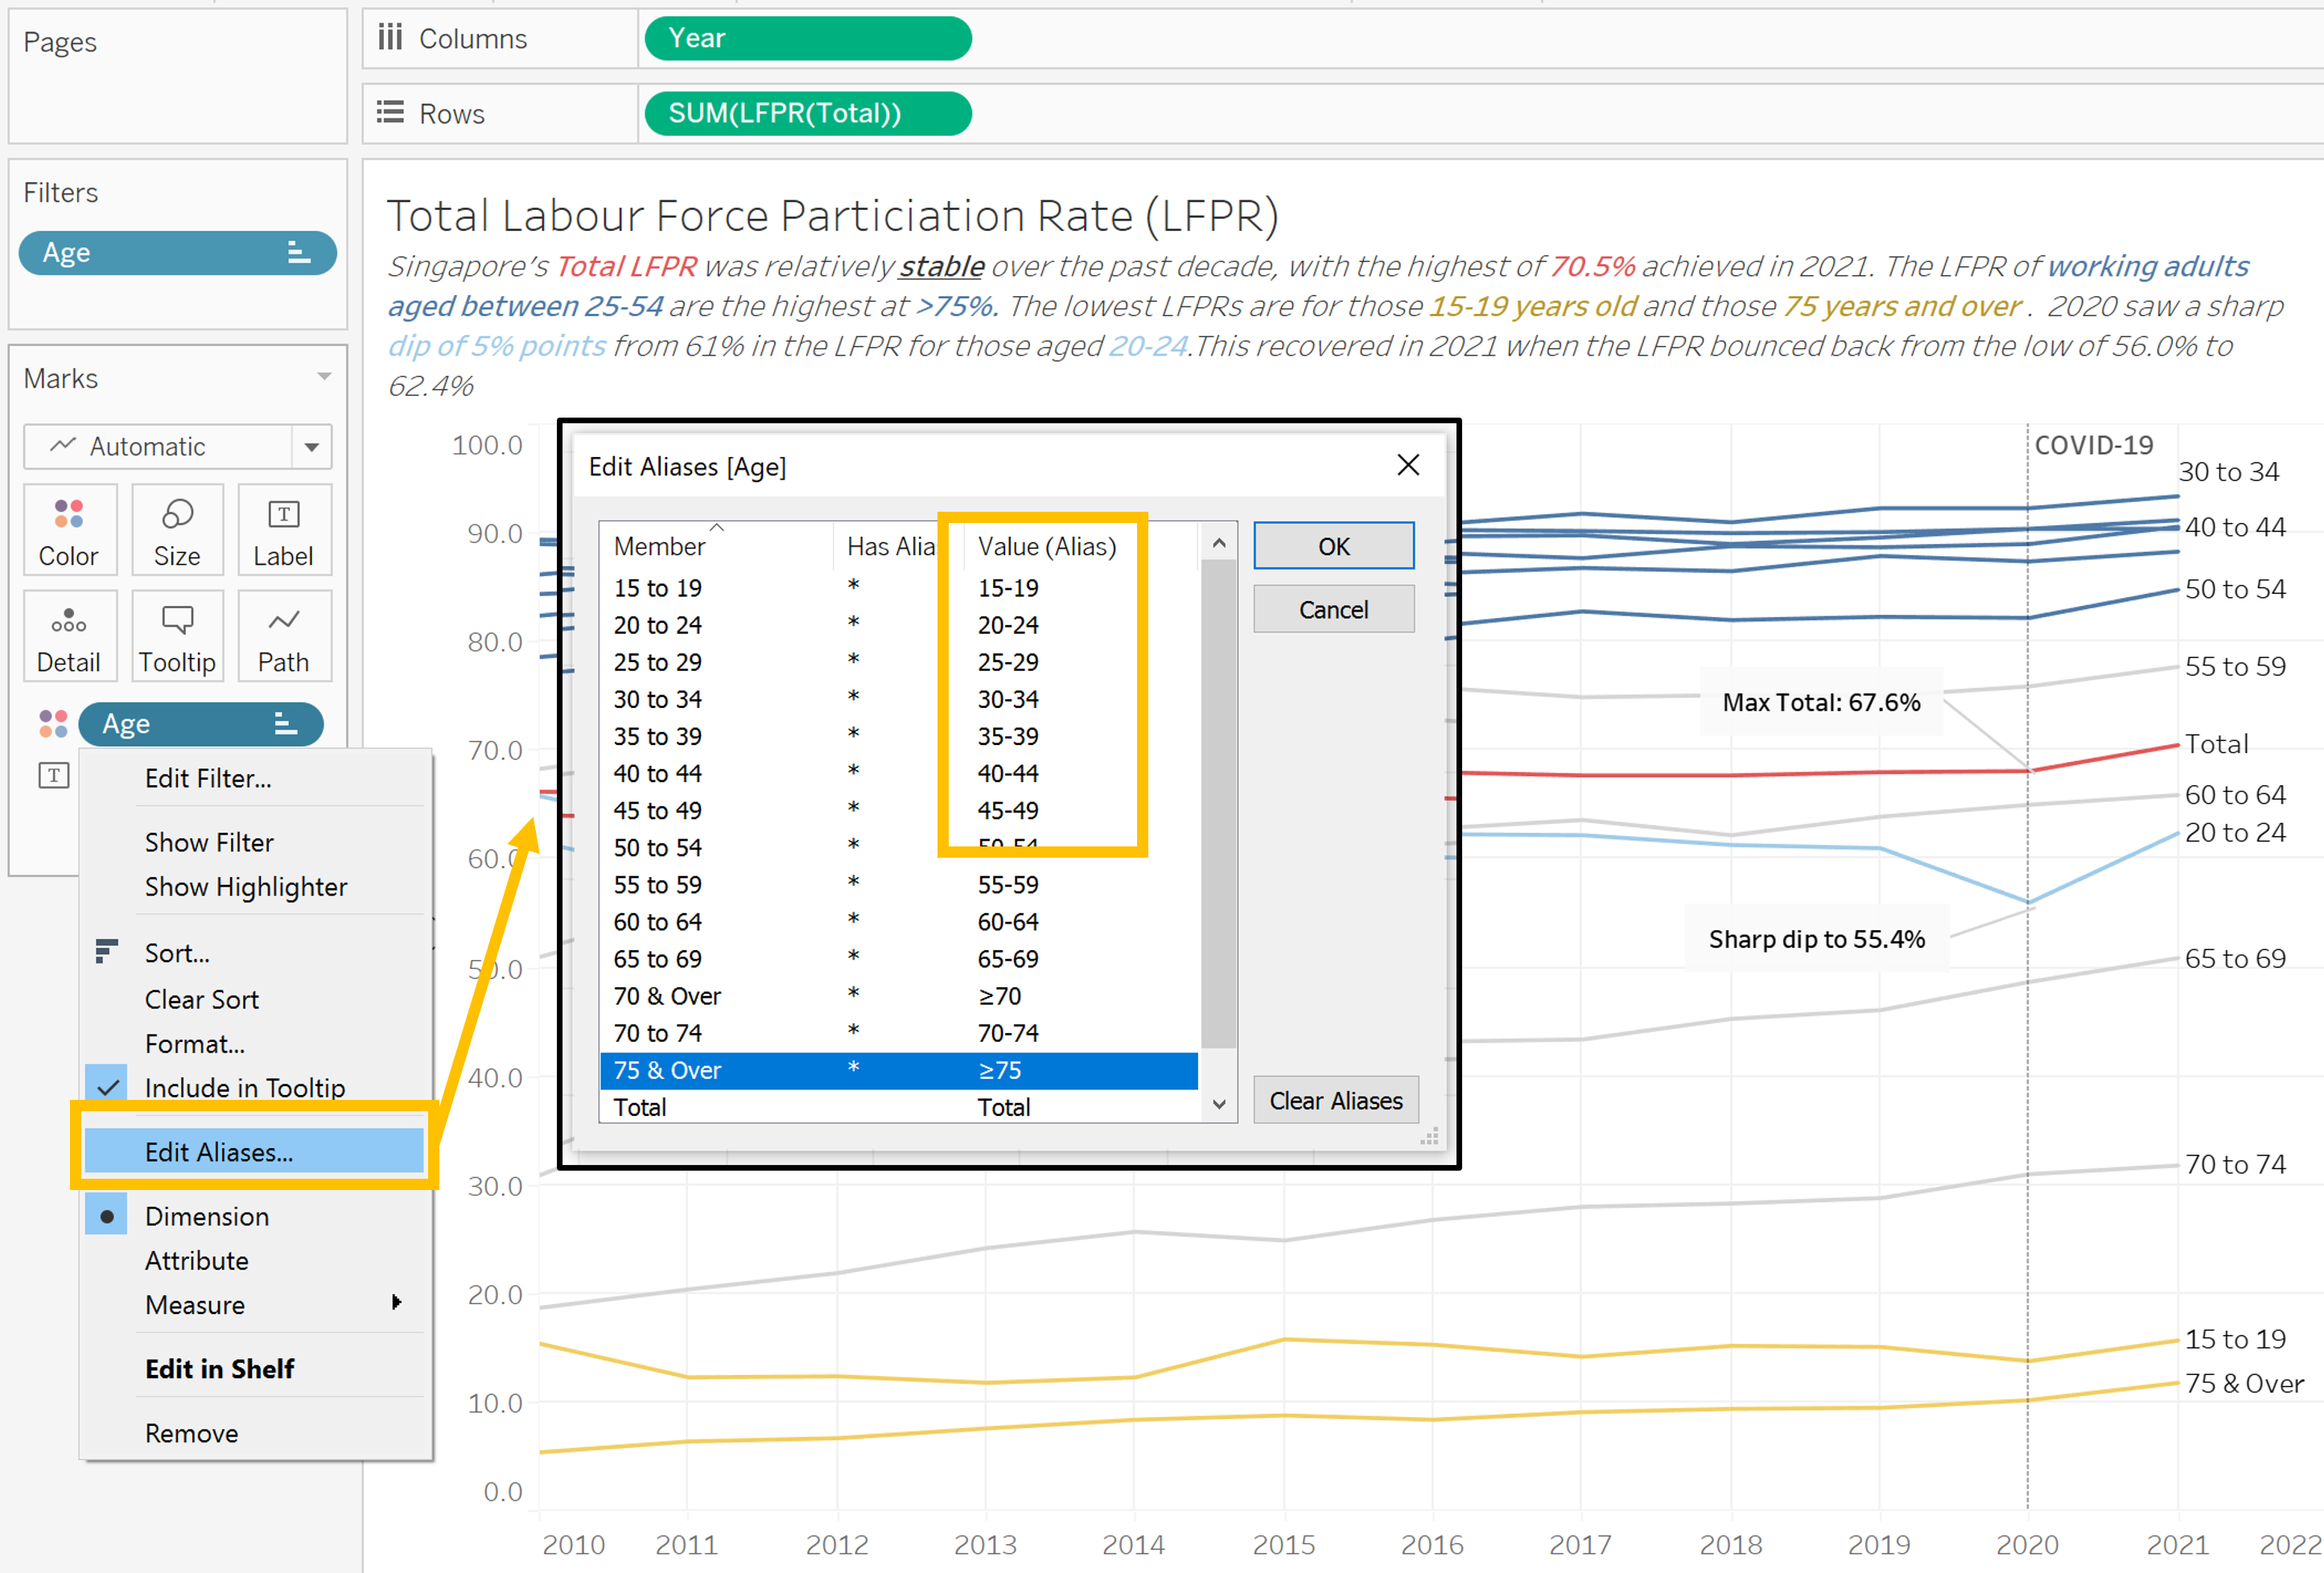 Pages
Columns
Year
Rows
SUM(LFPR(Total))
Filters
Age
Marks
Automatic
Color
Size
Label
Detail
Tooltip
Path
Age
Edit Filter...
Show Filter
Show Highlighter
Sort...
Clear Sort
Format...
Include in Tooltip
Edit Aliases...
Dimension
Attribute
Measure
Edit in Shelf
Remove
Total Labour Force Particiation Rate (LFPR)
Singapore's Total LFPR was relatively stable over the past decade, with the highest of 70.5% achieved in 2021. The LFPR of working adults
aged between 25-54 are the highest at >75%. The lowest LFPRs are for those 15-19 years old and those 75 years and over . 2020 saw a sharp
dip of 5% points from 61% in the LFPR for those aged 20-24.This recovered in 2021 when the LFPR bounced back from the low of 56.0% to
62.4%
100.0
90.0
80.0
70.0
60.0
50.0
40.0
30.0
20.0
10.0
0.0
Edit Aliases [Age]
Member Has Alia Value (Alias)
15 to 19 * 15-19
20 to 24 * 20-24
25 to 29 * 25-29
30 to 34 * 30-34
35 to 39 * 35-39
40 to 44 * 40-44
45 to 49 * 45-49
50 to 54 * 50-54
55 to 59 * 55-59
60 to 64 * 60-64
65 to 69 * 65-69
70 & Over * ≥70
70 to 74 * 70-74
75 & Over * ≥75
Total Total
OK
Cancel
Clear Aliases
COVID-19
30 to 34
40 to 44
50 to 54
55 to 59
Max Total: 67.6%
Total
60 to 64
20 to 24
Sharp dip to 55.4%
65 to 69
70 to 74
15 to 19
75 & Over
2010 2011 2012 2013 2014 2015 2016 2017 2018 2019 2020 2021 2022